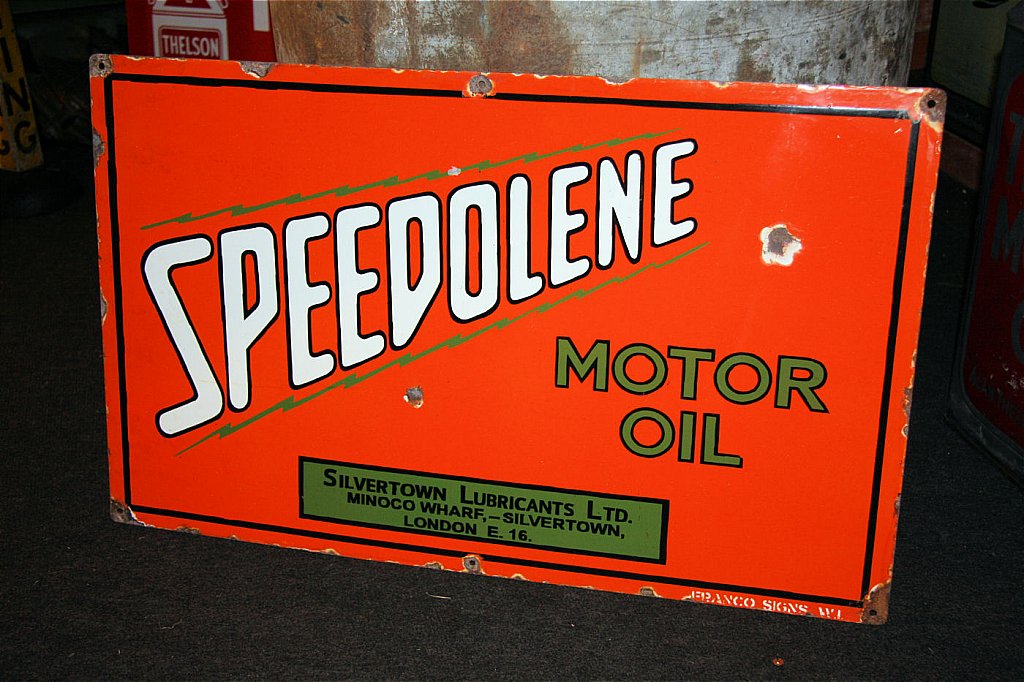 THELSON
SPEEDOLENE
MOTOR
OIL
SILVERTOWN LUBRICANTS LTD.
MINOCO WHARF,—SILVERTOWN,
LONDON E. 16.
FRANCO SIGNS W.1.